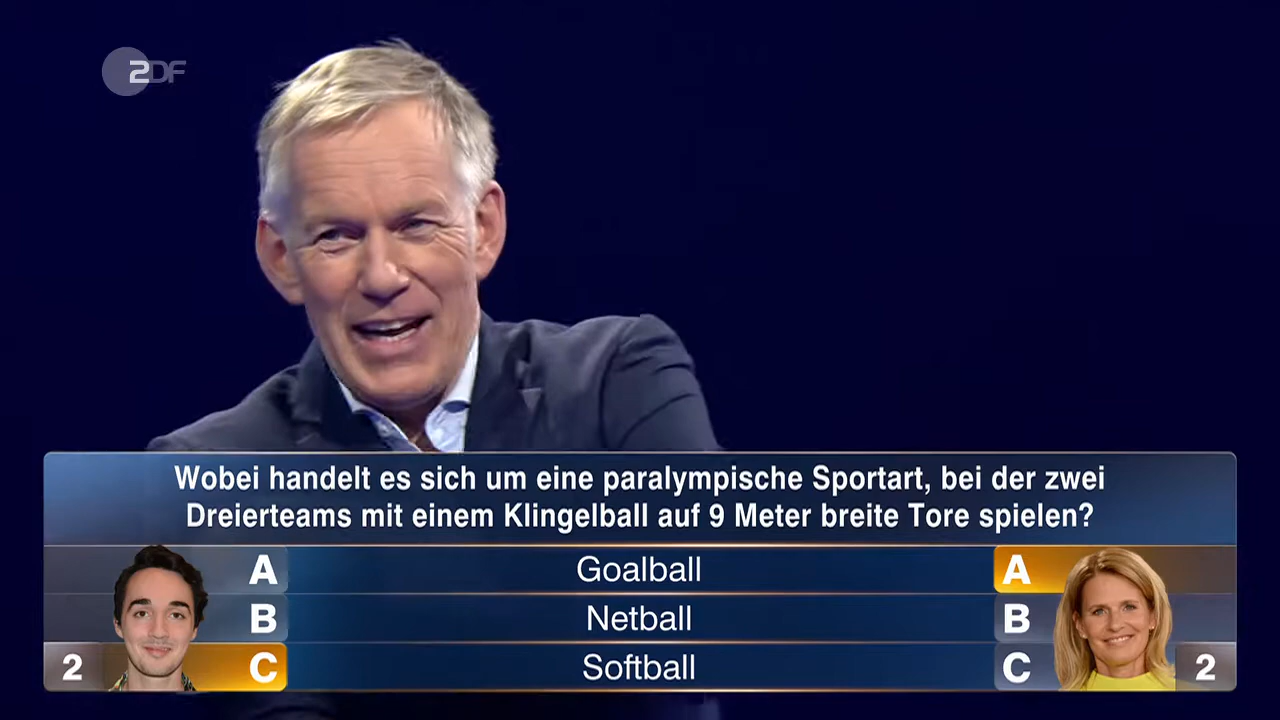 ZDF
Wobei handelt es sich um eine paralympische Sportart, bei der zwei
Dreierteams mit einem Klingelball auf 9 Meter breite Tore spielen?
A Goalball A
B Netball B
2 C Softball C 2